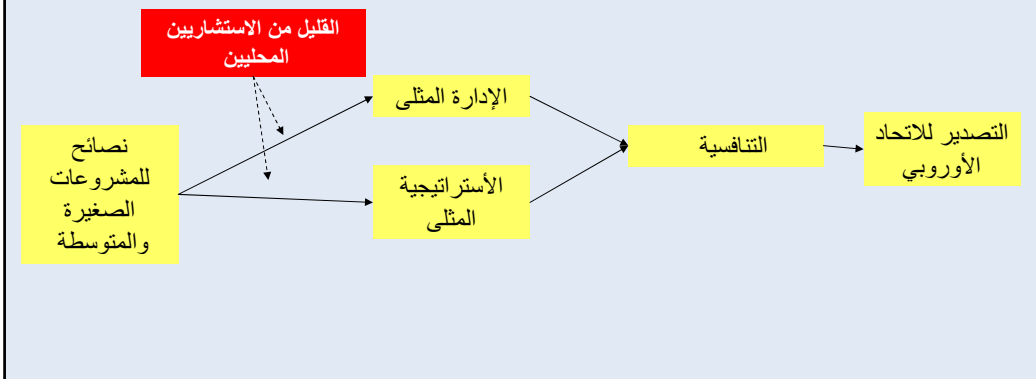 القليل من الاستشاريين
المحليين
نصائح
للمشروعات
الصغيرة
والمتوسطة
الإدارة المثلى
الأستراتيجية
المثلى
التنافسية
التصدير للاتحاد
الأوروبي